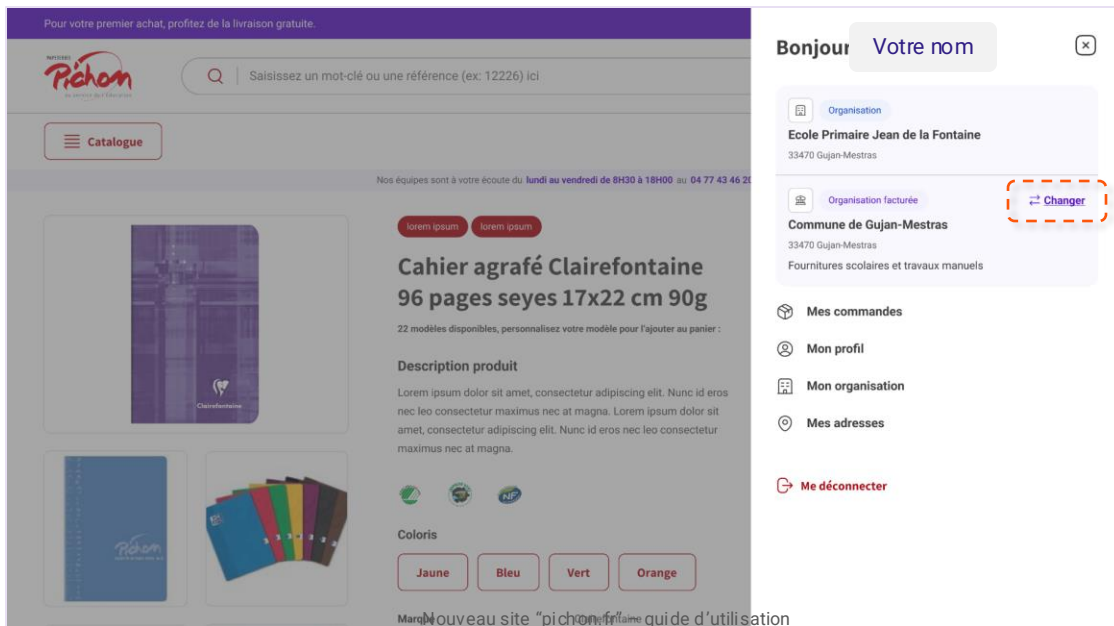 Pour votre premier achat, profitez de la livraison gratuite.
Pichon
Saisissez un mot-clé ou une référence (ex: 12226) ici
Catalogue
Nos équipes sont à votre écoute du lundi au vendredi de 8H30 à 18H00 au 04 77 43 46 20
lorem ipsum
lorem ipsum
Cahier agrafé Clairefontaine
96 pages seyes 17x22 cm 90g
22 modèles disponibles, personnalisez votre modèle pour l'ajouter au panier :
Description produit
Lorem ipsum dolor sit amet, consectetur adipiscing elit. Nunc id eros
nec leo consectetur maximus nec at magna. Lorem ipsum dolor sit
amet, consectetur adipiscing elit. Nunc id eros nec leo consectetur
maximus nec at magna.
Clairefontaine
Pichon
NF
Coloris
Jaune
Bleu
Vert
Orange
Marque
Clairefontaine
Bonjour
Votre nom
Organisation
Ecole Primaire Jean de la Fontaine
33470 Gujan-Mestras
Organisation facturée
Changer
Commune de Gujan-Mestras
33470 Gujan-Mestras
Fournitures scolaires et travaux manuels
Mes commandes
Mon profil
Mon organisation
Mes adresses
Me déconnecter
Nouveau site "pichon.fr" – guide d'utilisation